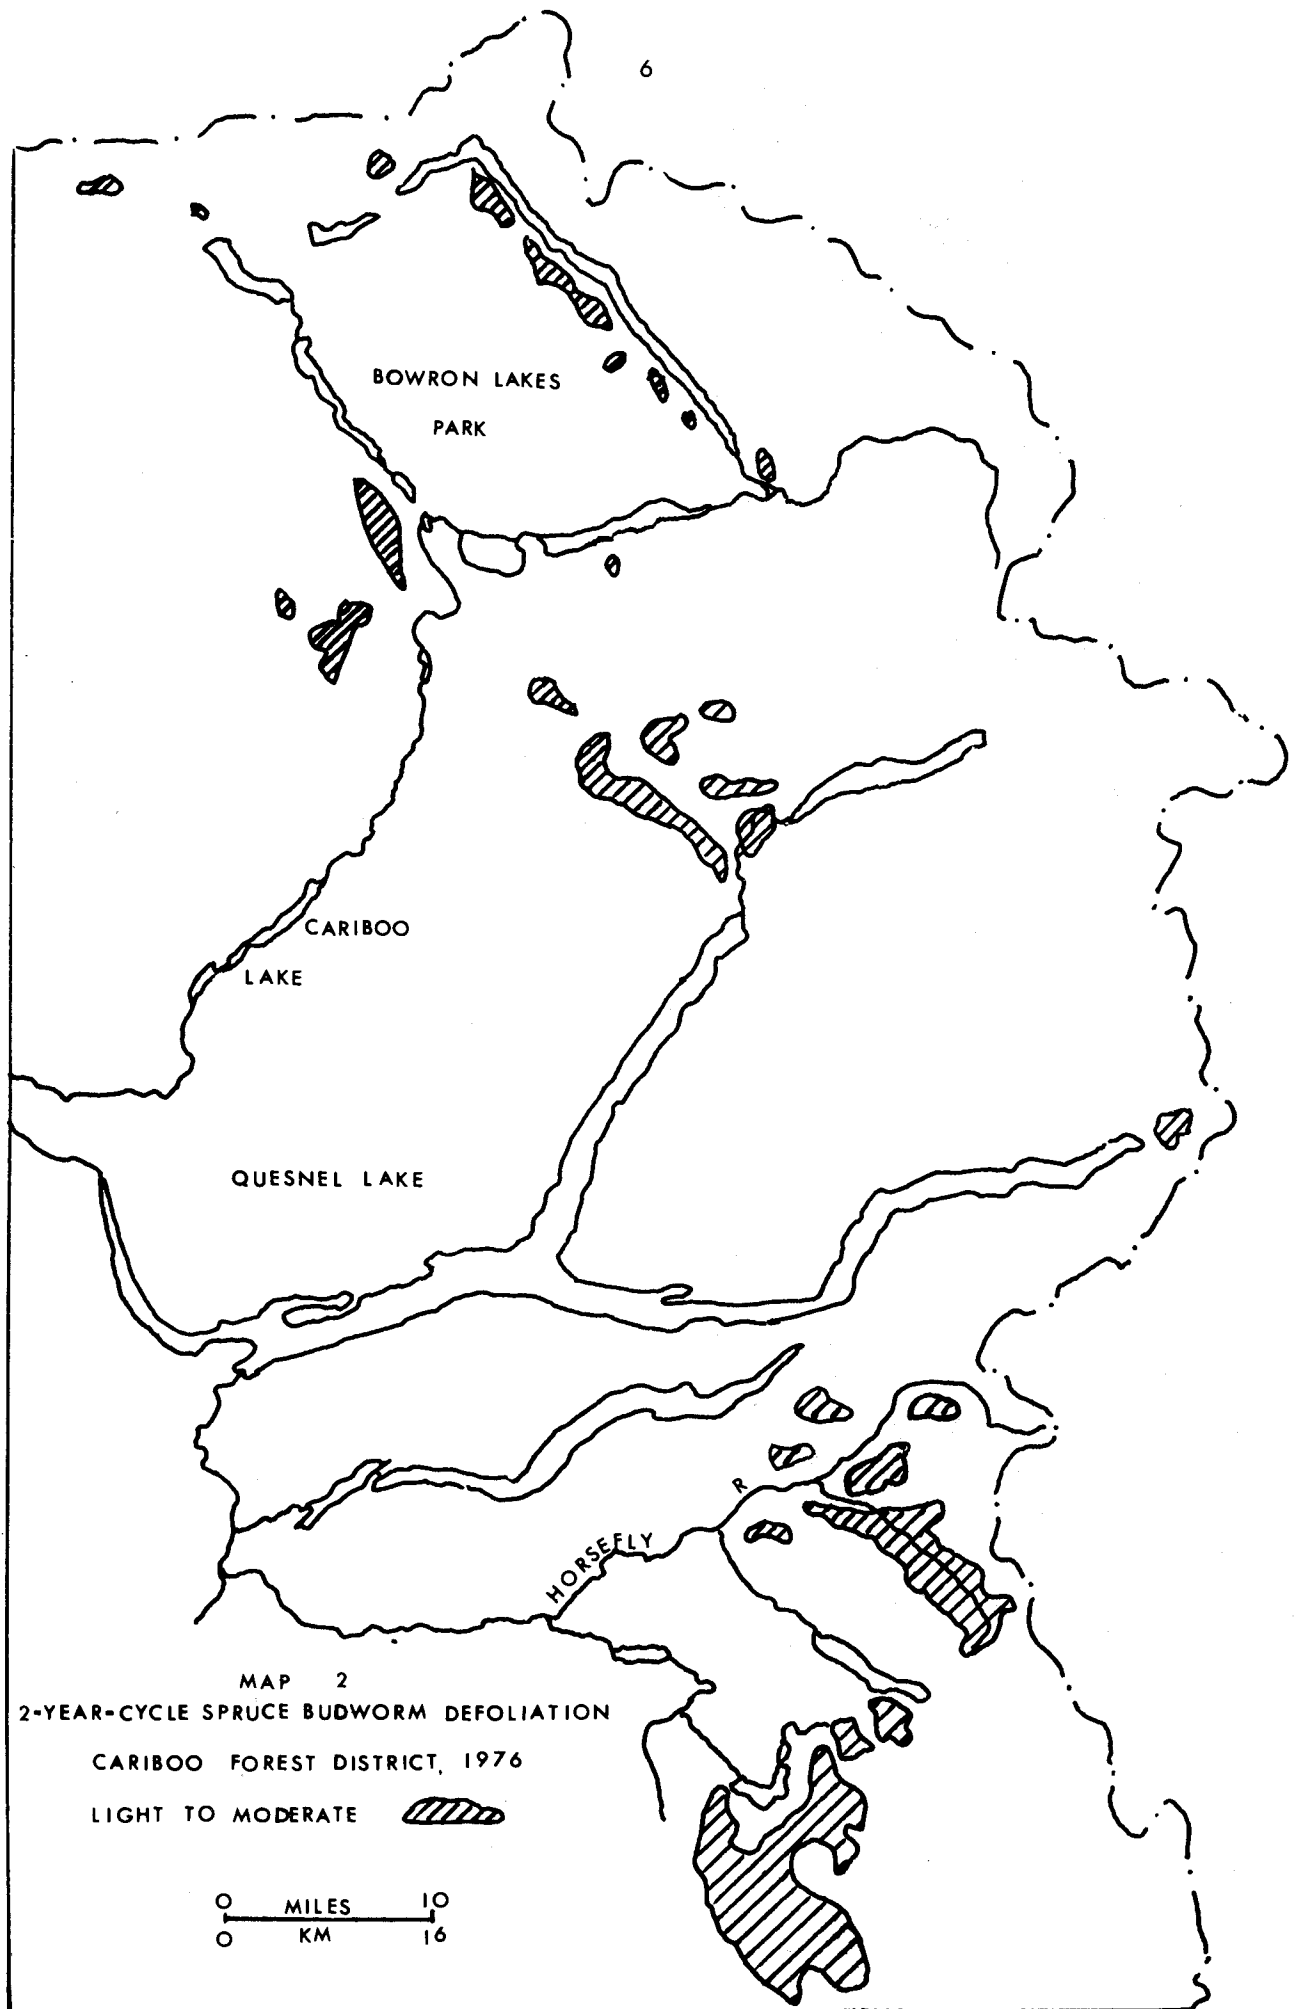 6
BOWRON LAKES
PARK
CARIBOO
LAKE
QUESNEL LAKE
HORSEFLY R
MAP 2
2-YEAR-CYCLE SPRUCE BUDWORM DEFOLIATION
CARIBOO FOREST DISTRICT, 1976
LIGHT TO MODERATE
0 MILES 10
0 KM 16